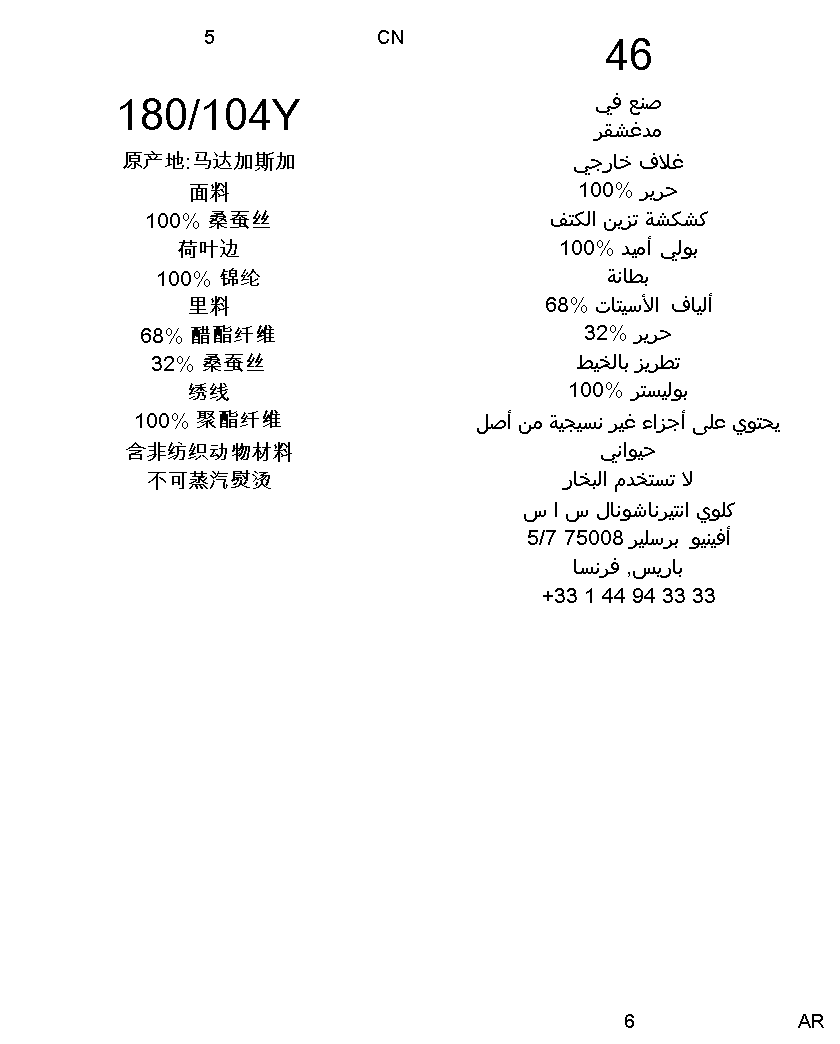 5
CN
180/104Y
原产地:马达加斯加
面料
100% 桑蚕丝
荷叶边
100% 锦纶
里料
68% 醋酯纤维
32% 桑蚕丝
绣线
100% 聚酯纤维
含非纺织动物材料
不可蒸汽熨烫
46
صنع في
مدغشقر
غلاف خارجي
حرير %100
كشكشة تزين الكتف
بولي أميد %100
بطانة
ألياف الأسيتات %68
حرير %32
تطريز بالخيط
بوليستر %100
يحتوي على أجزاء غير نسيجية من أصل
حيواني
لا تستخدم البخار
كلوي انتيرناشونال س ا س
أفينيو برسلير 75008 5/7
باريس, فرنسا
+33 1 44 94 33 33
6
AR